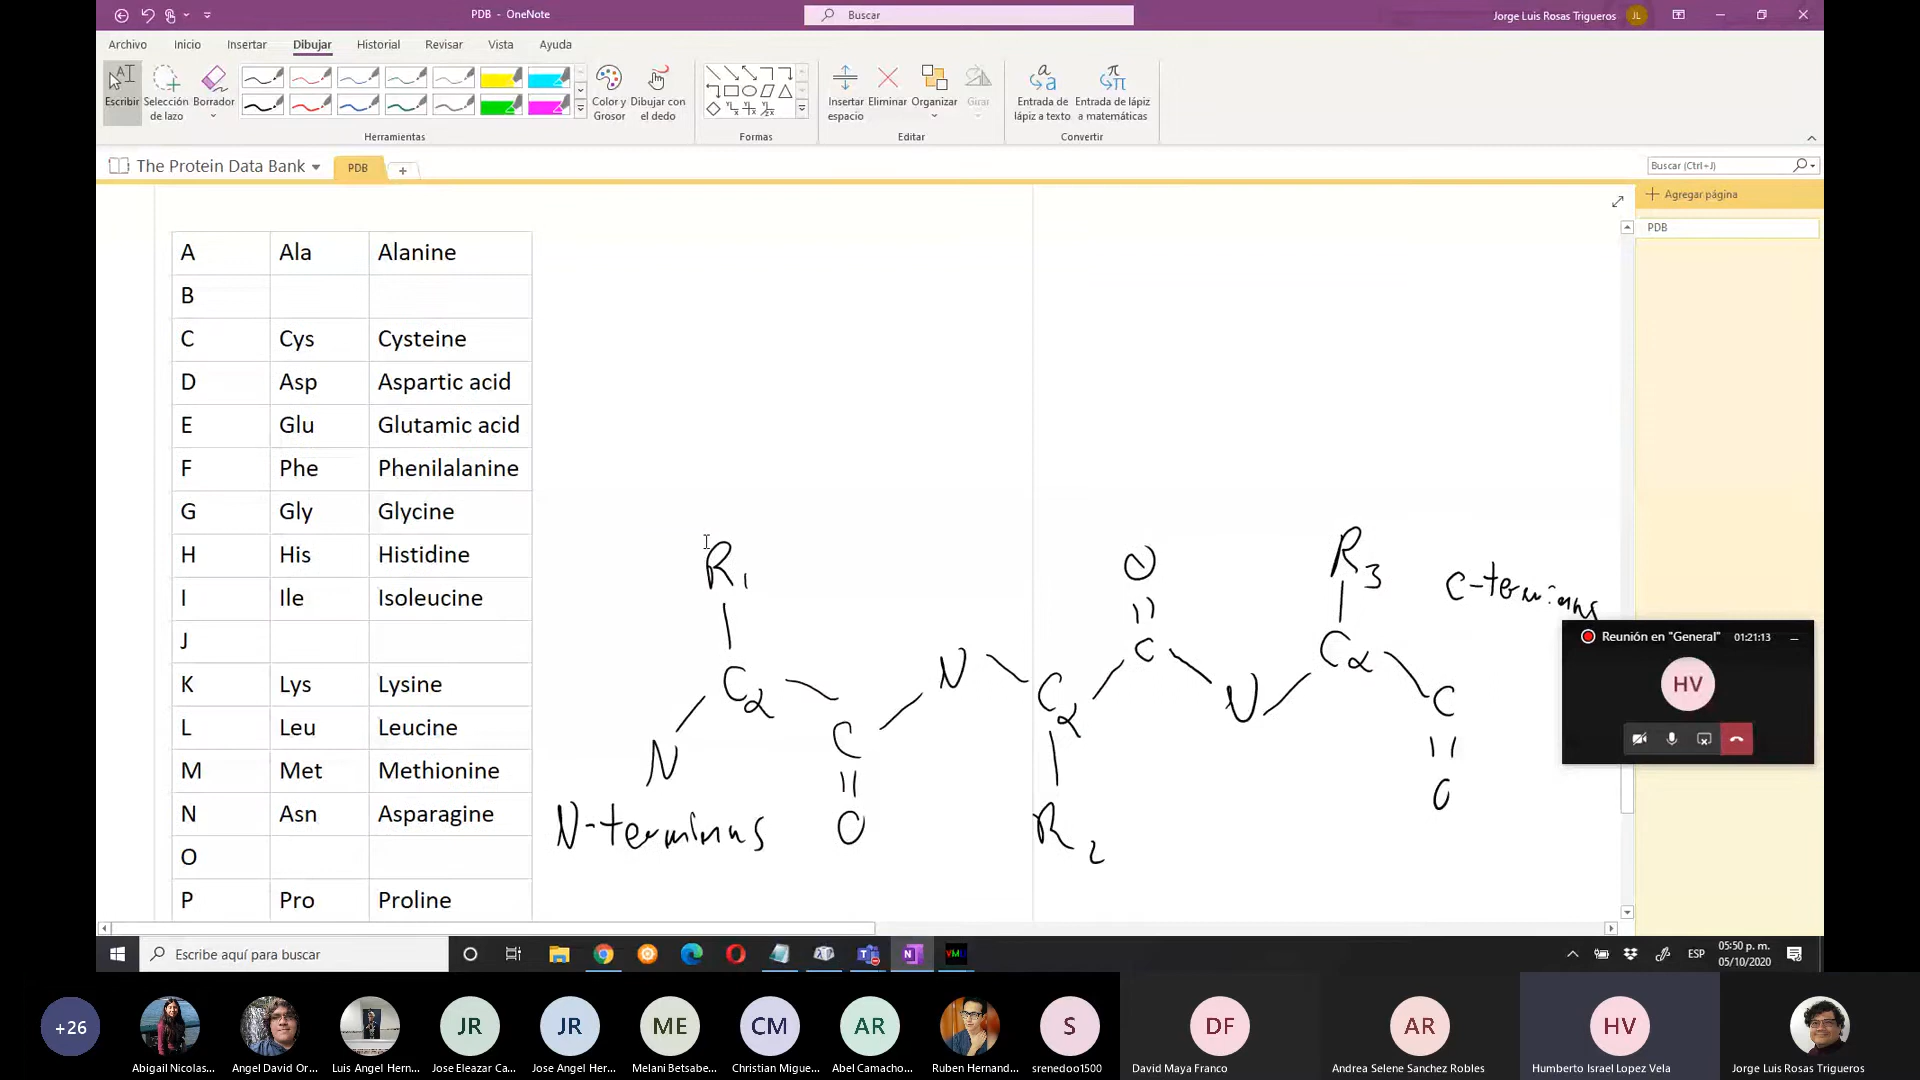 PDB - OneNote
Buscar
Jorge Luis Rosas Trigueros
JL
Archivo
Inicio
Insertar
Dibujar
Historial
Revisar
Vista
Ayuda
Escribir
Selección de lazo
Borrador
Color y Grosor
Dibujar con el dedo
Insertar espacio
Eliminar
Organizar
Girar
Entrada de lápiz a texto
Entrada de lápiz a matemáticas
Herramientas
Formas
Editar
Convertir
The Protein Data Bank
PDB
Buscar (Ctrl+J)
Agregar página
PDB
A Ala Alanine
B
C Cys Cysteine
D Asp Aspartic acid
E Glu Glutamic acid
F Phe Phenilalanine
G Gly Glycine
H His Histidine
I Ile Isoleucine
J
K Lys Lysine
L Leu Leucine
M Met Methionine
N Asn Asparagine
O
P Pro Proline
R1
O
R3
C-terminus
Cα
N
Cα
C
N
Cα
C
N
C
O
O
N-terminus
R2
Reunión en "General" 01:21:13
HV
Escribe aquí para buscar
ESP
05:50 p. m.
05/10/2020
+26
JR
JR
ME
CM
AR
S
DF
AR
HV
Abigail Nicolas...
Angel David Or...
Luis Angel Hern...
Jose Eleazar Ca...
Jose Angel Her...
Melani Betsabe...
Christian Migue...
Abel Camacho...
Ruben Hernand...
srenedoo1500
David Maya Franco
Andrea Selene Sanchez Robles
Humberto Israel Lopez Vela
Jorge Luis Rosas Trigueros